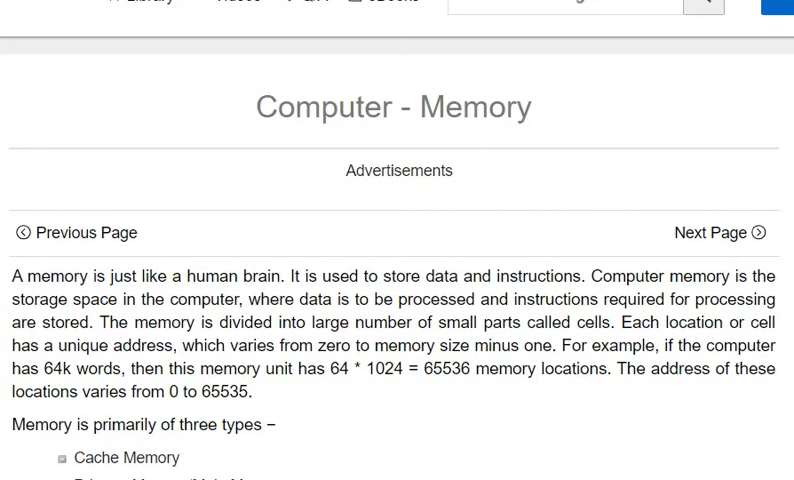 Computer - Memory
Advertisements
Previous Page
Next Page
A memory is just like a human brain. It is used to store data and instructions. Computer memory is the
storage space in the computer, where data is to be processed and instructions required for processing
are stored. The memory is divided into large number of small parts called cells. Each location or cell
has a unique address, which varies from zero to memory size minus one. For example, if the computer
has 64k words, then this memory unit has 64 * 1024 = 65536 memory locations. The address of these
locations varies from 0 to 65535.
Memory is primarily of three types −
Cache Memory